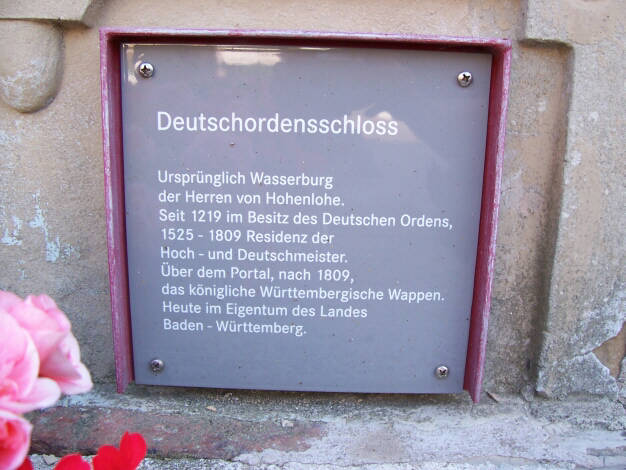 Deutschordensschloss
Ursprünglich Wasserburg
der Herren von Hohenlohe.
Seit 1219 im Besitz des Deutschen Ordens,
1525 - 1809 Residenz der
Hoch - und Deutschmeister.
Über dem Portal, nach 1809,
das königliche Württembergische Wappen.
Heute im Eigentum des Landes
Baden - Württemberg.